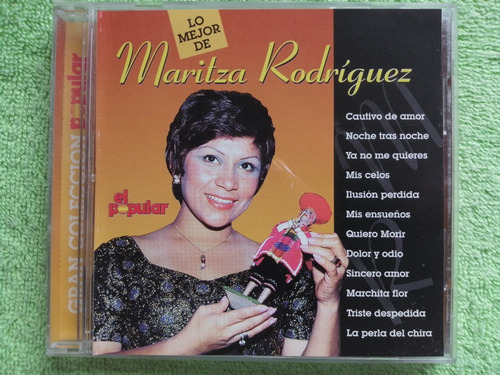 LO
MEJOR
DE
Maritza Rodríguez
Cautivo de amor
Noche tras noche
Ya no me quieres
Mis celos
Ilusión perdida
Mis ensueños
Quiero Morir
Dolor y odio
Sincero amor
Marchita flor
Triste despedida
La perla del chira
el
popular
GRAN COLECCION popular